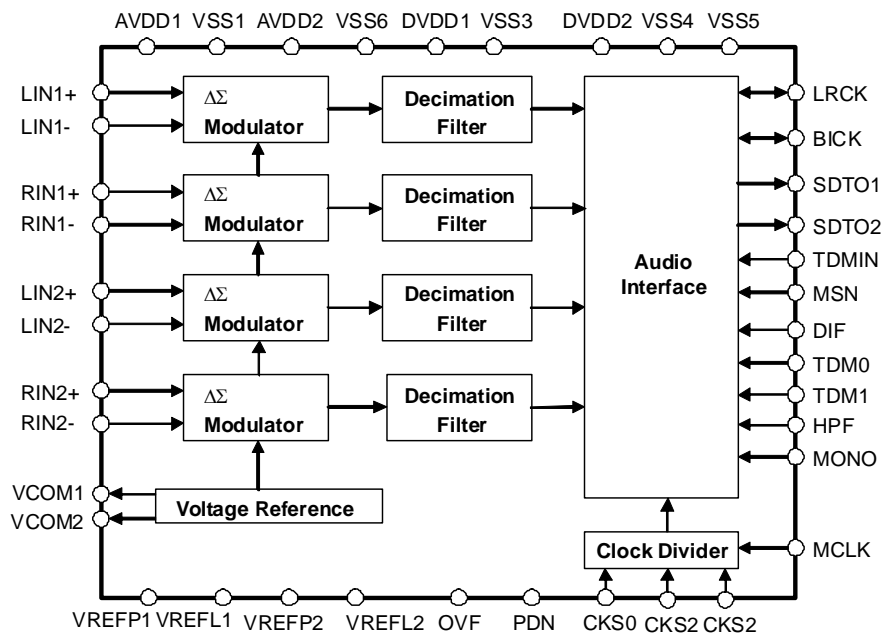 AVDD1 VSS1 AVDD2 VSS6 DVDD1 VSS3 DVDD2 VSS4 VSS5
LIN1+
LIN1-
ΔΣ
Modulator
Decimation
Filter
RIN1+
RIN1-
ΔΣ
Modulator
Decimation
Filter
LIN2+
LIN2-
ΔΣ
Modulator
Decimation
Filter
RIN2+
RIN2-
ΔΣ
Modulator
Decimation
Filter
VCOM1
VCOM2
Voltage Reference
Audio
Interface
Clock Divider
LRCK
BICK
SDTO1
SDTO2
TDMIN
MSN
DIF
TDM0
TDM1
HPF
MONO
MCLK
VREFP1 VREFL1 VREFP2 VREFL2 OVF PDN CKS0 CKS2 CKS2